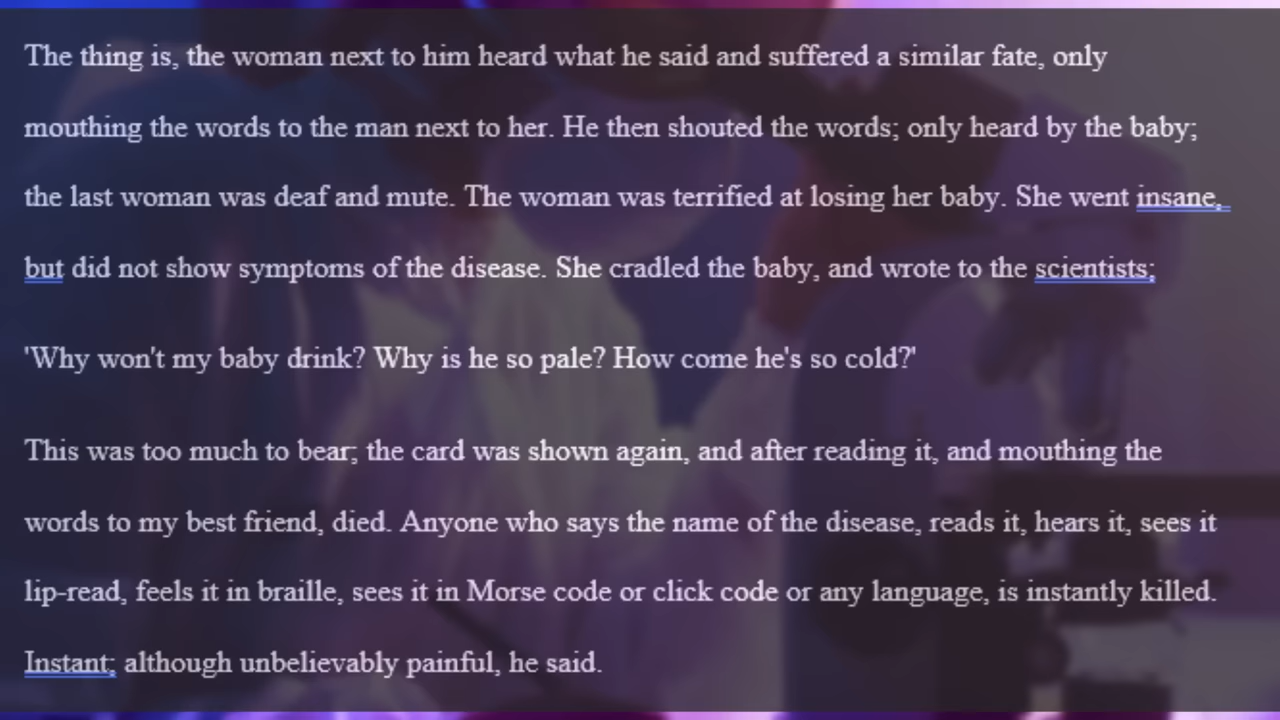 The thing is, the woman next to him heard what he said and suffered a similar fate, only
mouthing the words to the man next to her. He then shouted the words; only heard by the baby;
the last woman was deaf and mute. The woman was terrified at losing her baby. She went insane,
but did not show symptoms of the disease. She cradled the baby, and wrote to the scientists;
'Why won't my baby drink? Why is he so pale? How come he's so cold?'
This was too much to bear; the card was shown again, and after reading it, and mouthing the
words to my best friend, died. Anyone who says the name of the disease, reads it, hears it, sees it
lip-read, feels it in braille, sees it in Morse code or click code or any language, is instantly killed.
Instant; although unbelievably painful, he said.